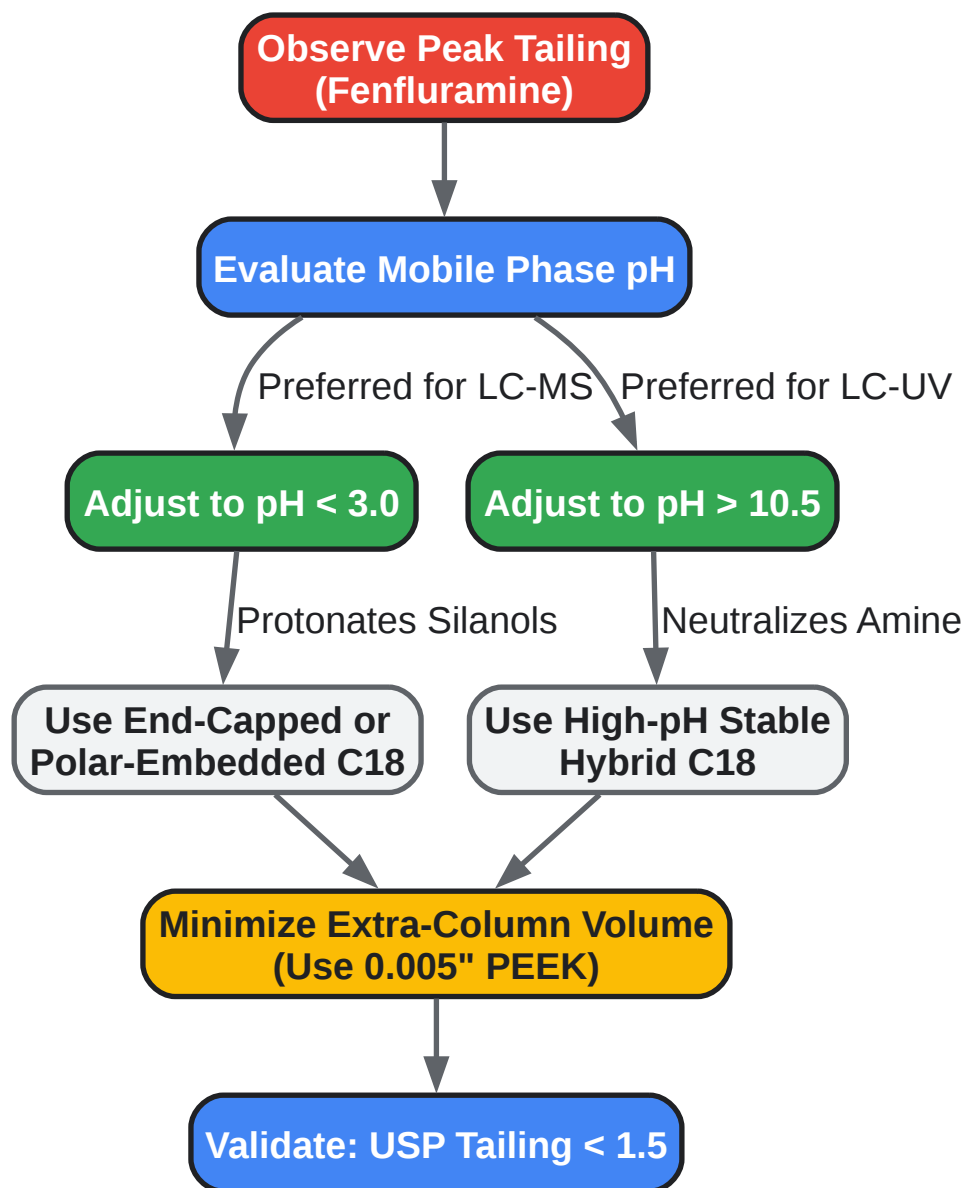 Observe Peak Tailing
(Fenfluramine)
Evaluate Mobile Phase pH
Preferred for LC-MS
Preferred for LC-UV
Adjust to pH < 3.0
Adjust to pH > 10.5
Protonates Silanols
Neutralizes Amine
Use End-Capped or
Polar-Embedded C18
Use High-pH Stable
Hybrid C18
Minimize Extra-Column Volume
(Use 0.005" PEEK)
Validate: USP Tailing < 1.5